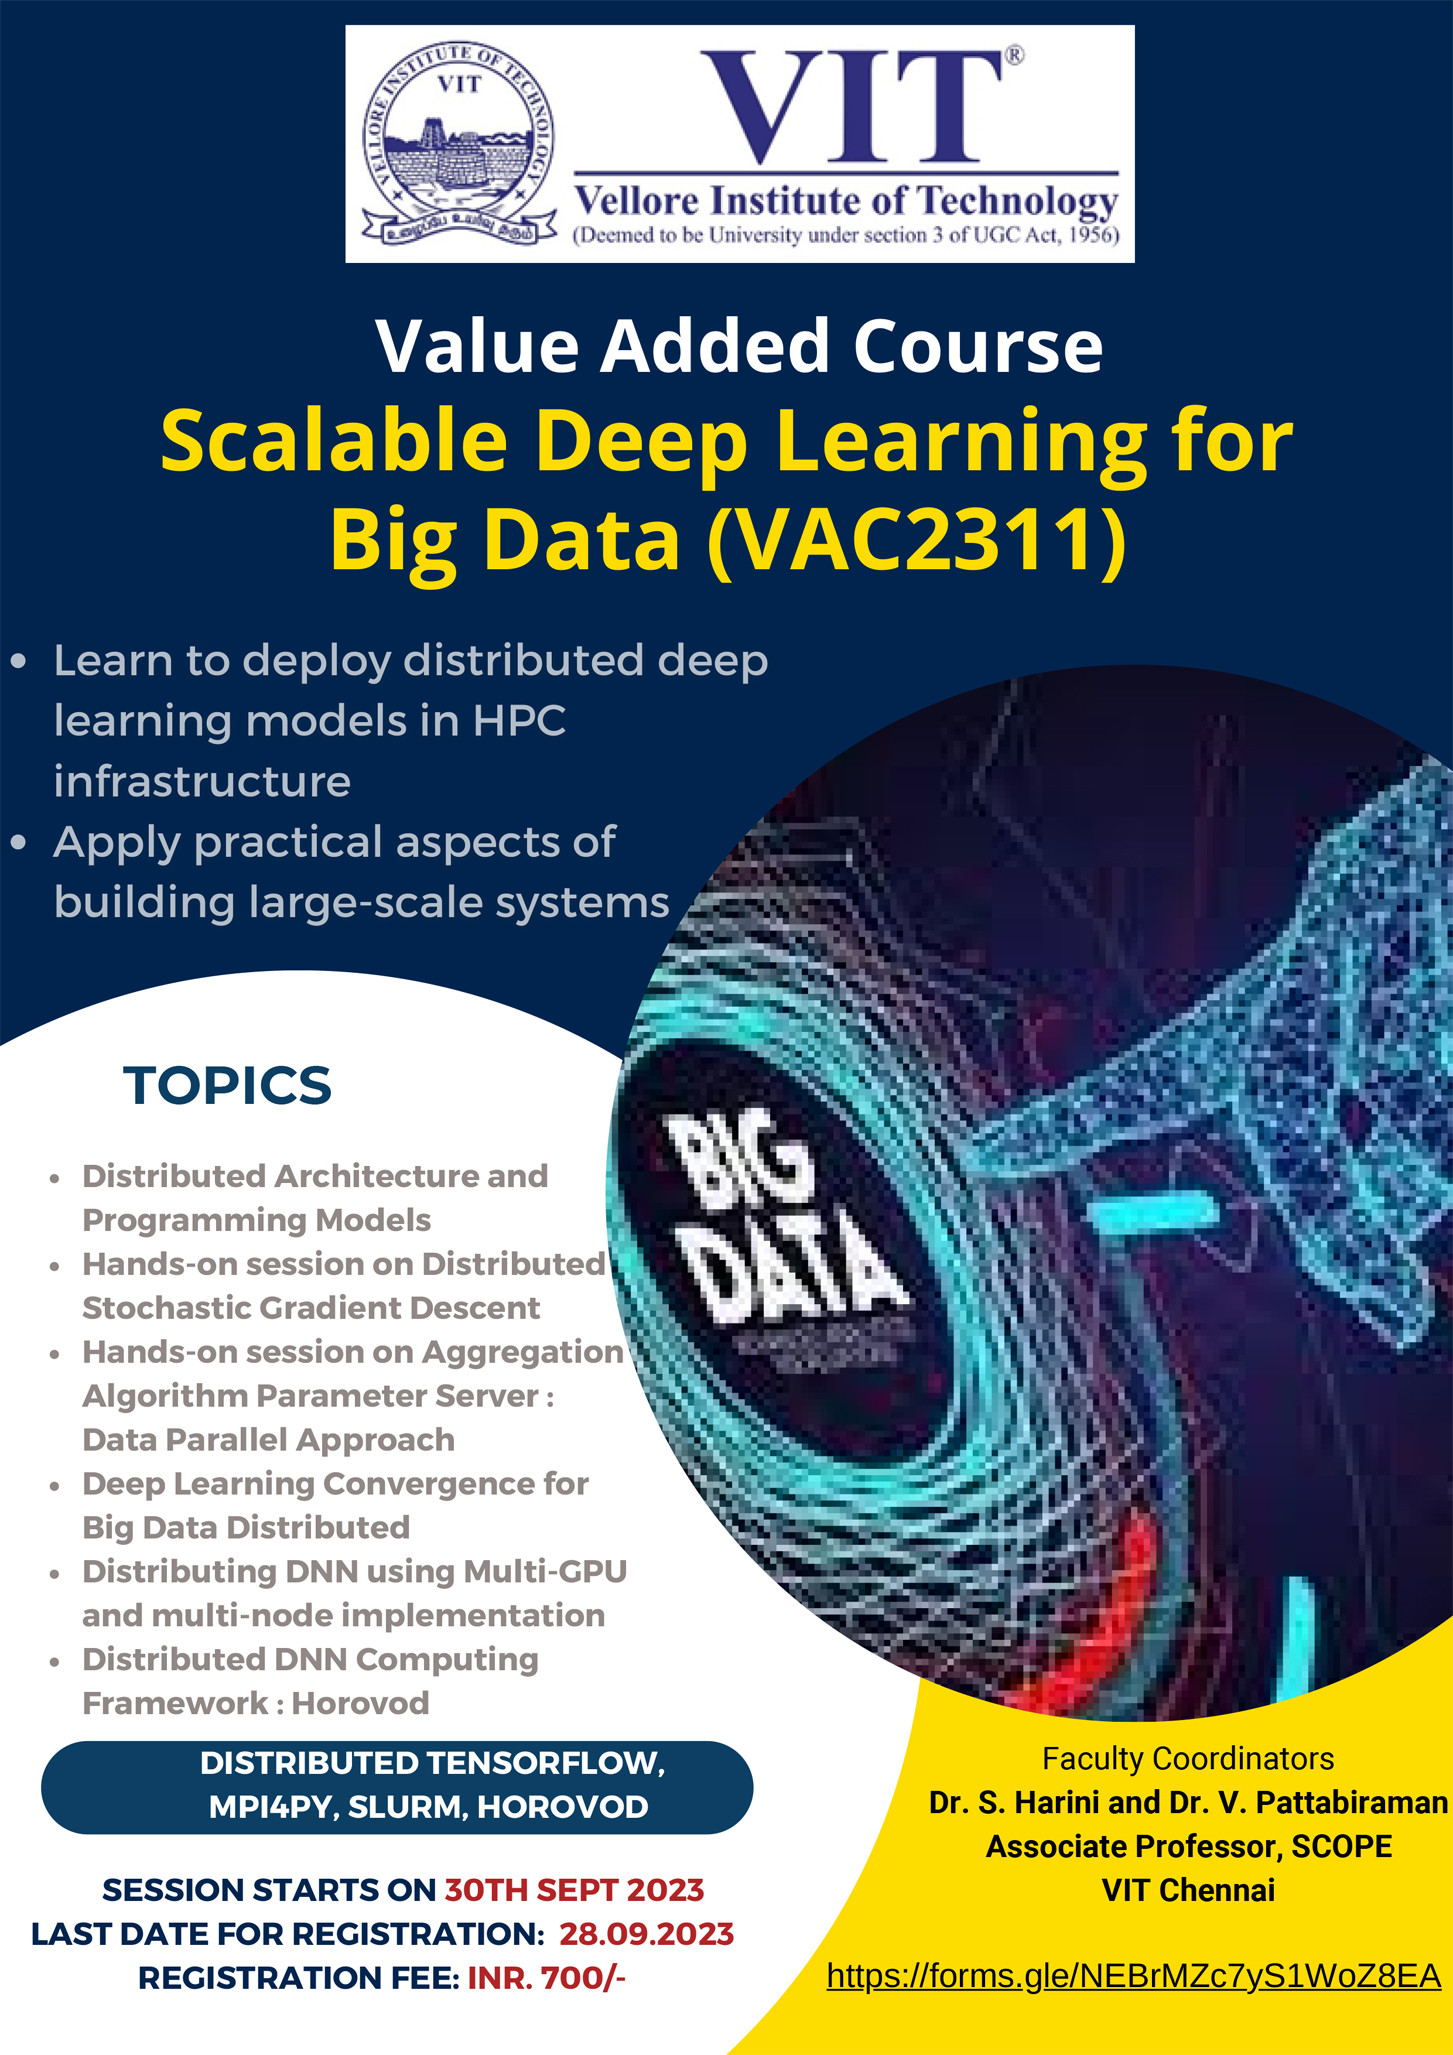 VELLORE INSTITUTE OF TECHNOLOGY
VIT
உழைப்பே உயர்வு தரும்
VIT®
Vellore Institute of Technology
(Deemed to be University under section 3 of UGC Act, 1956)
Value Added Course
Scalable Deep Learning for
Big Data (VAC2311)
• Learn to deploy distributed deep
learning models in HPC
infrastructure
• Apply practical aspects of
building large-scale systems
BIG
DATA
TOPICS
• Distributed Architecture and
Programming Models
• Hands-on session on Distributed
Stochastic Gradient Descent
• Hands-on session on Aggregation
Algorithm Parameter Server :
Data Parallel Approach
• Deep Learning Convergence for
Big Data Distributed
• Distributing DNN using Multi-GPU
and multi-node implementation
• Distributed DNN Computing
Framework : Horovod
DISTRIBUTED TENSORFLOW,
MPI4PY, SLURM, HOROVOD
SESSION STARTS ON 30TH SEPT 2023
LAST DATE FOR REGISTRATION: 28.09.2023
REGISTRATION FEE: INR. 700/-
Faculty Coordinators
Dr. S. Harini and Dr. V. Pattabiraman
Associate Professor, SCOPE
VIT Chennai
https://forms.gle/NEBrMZc7yS1WoZ8EA